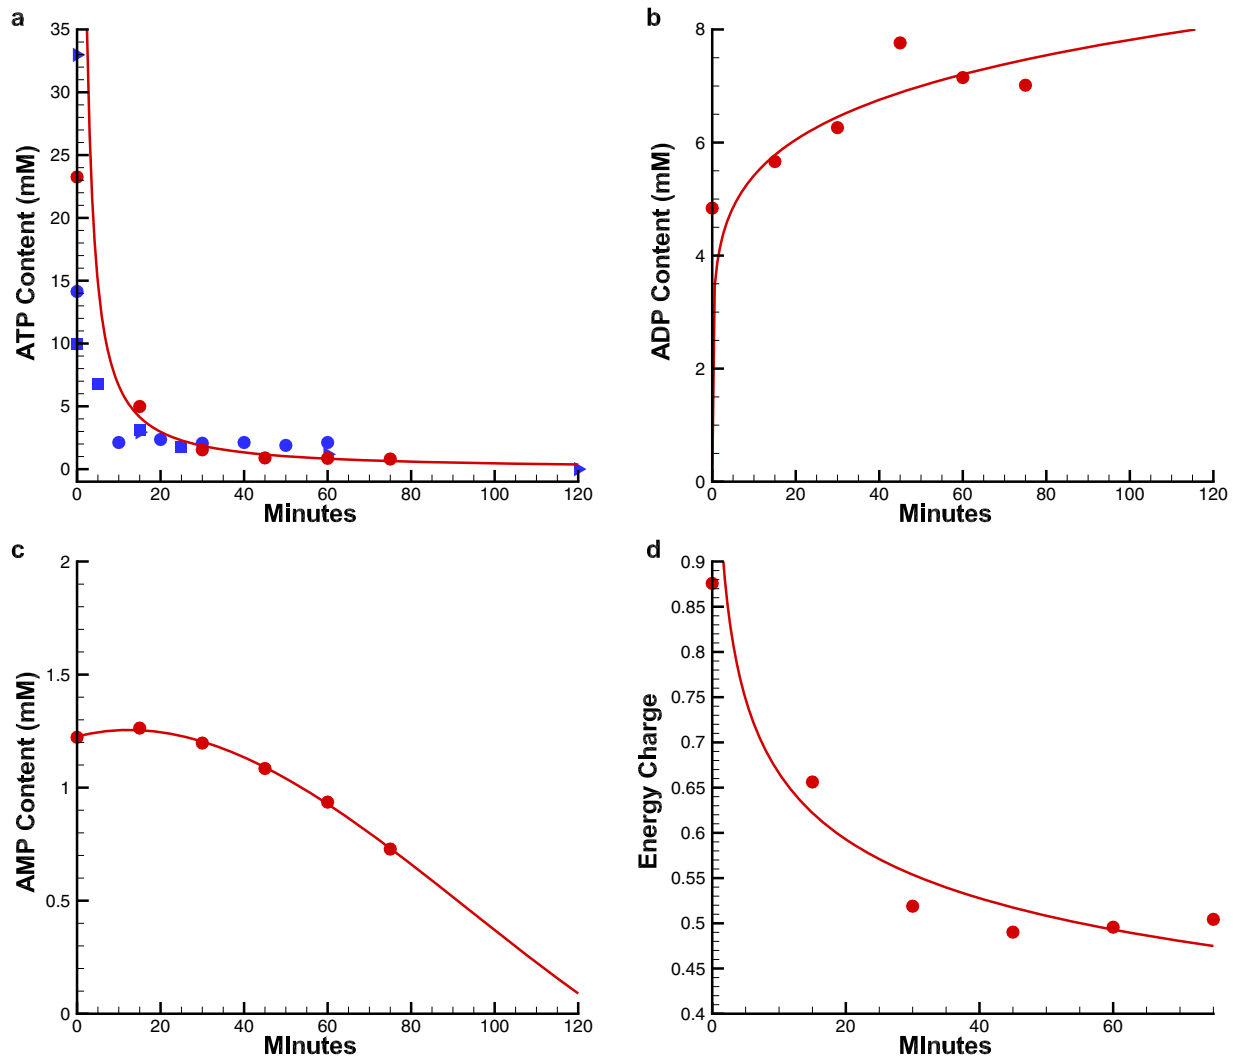 a
35
30
25
20
15
10
5
0
ATP Content (mM)
0 20 40 60 80 100 120
Minutes
b
8
6
4
2
0
ADP Content (mM)
0 20 40 60 80 100 120
Minutes
c
2
1.5
1
0.5
0
AMP Content (mM)
0 20 40 60 80 100 120
MInutes
d
0.9
0.85
0.8
0.75
0.7
0.65
0.6
0.55
0.5
0.45
0.4
Energy Charge
0 20 40 60
MInutes